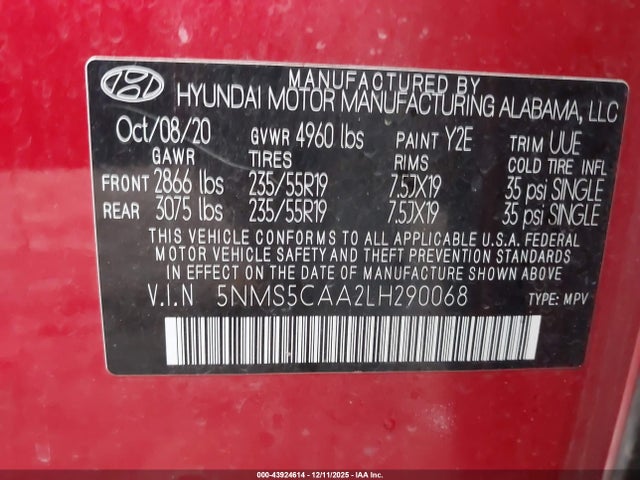 MANUFACTURED BY
HYUNDAI MOTOR MANUFACTURING ALABAMA, LLC
Oct/08/20 GVWR 4960 lbs PAINT Y2E TRIM UUE
GAWR TIRES RIMS COLD TIRE INFL
FRONT 2866 lbs 235/55R19 7.5JX19 35 psi SINGLE
REAR 3075 lbs 235/55R19 7.5JX19 35 psi SINGLE
THIS VEHICLE CONFORMS TO ALL APPLICABLE U.S.A. FEDERAL
MOTOR VEHICLE SAFETY AND THEFT PREVENTION STANDARDS
IN EFFECT ON THE DATE OF MANUFACTURE SHOWN ABOVE.
V.I.N 5NMS5CAA2LH290068 TYPE: MPV
000-43924614 - 12/11/2025 - IAA Inc.